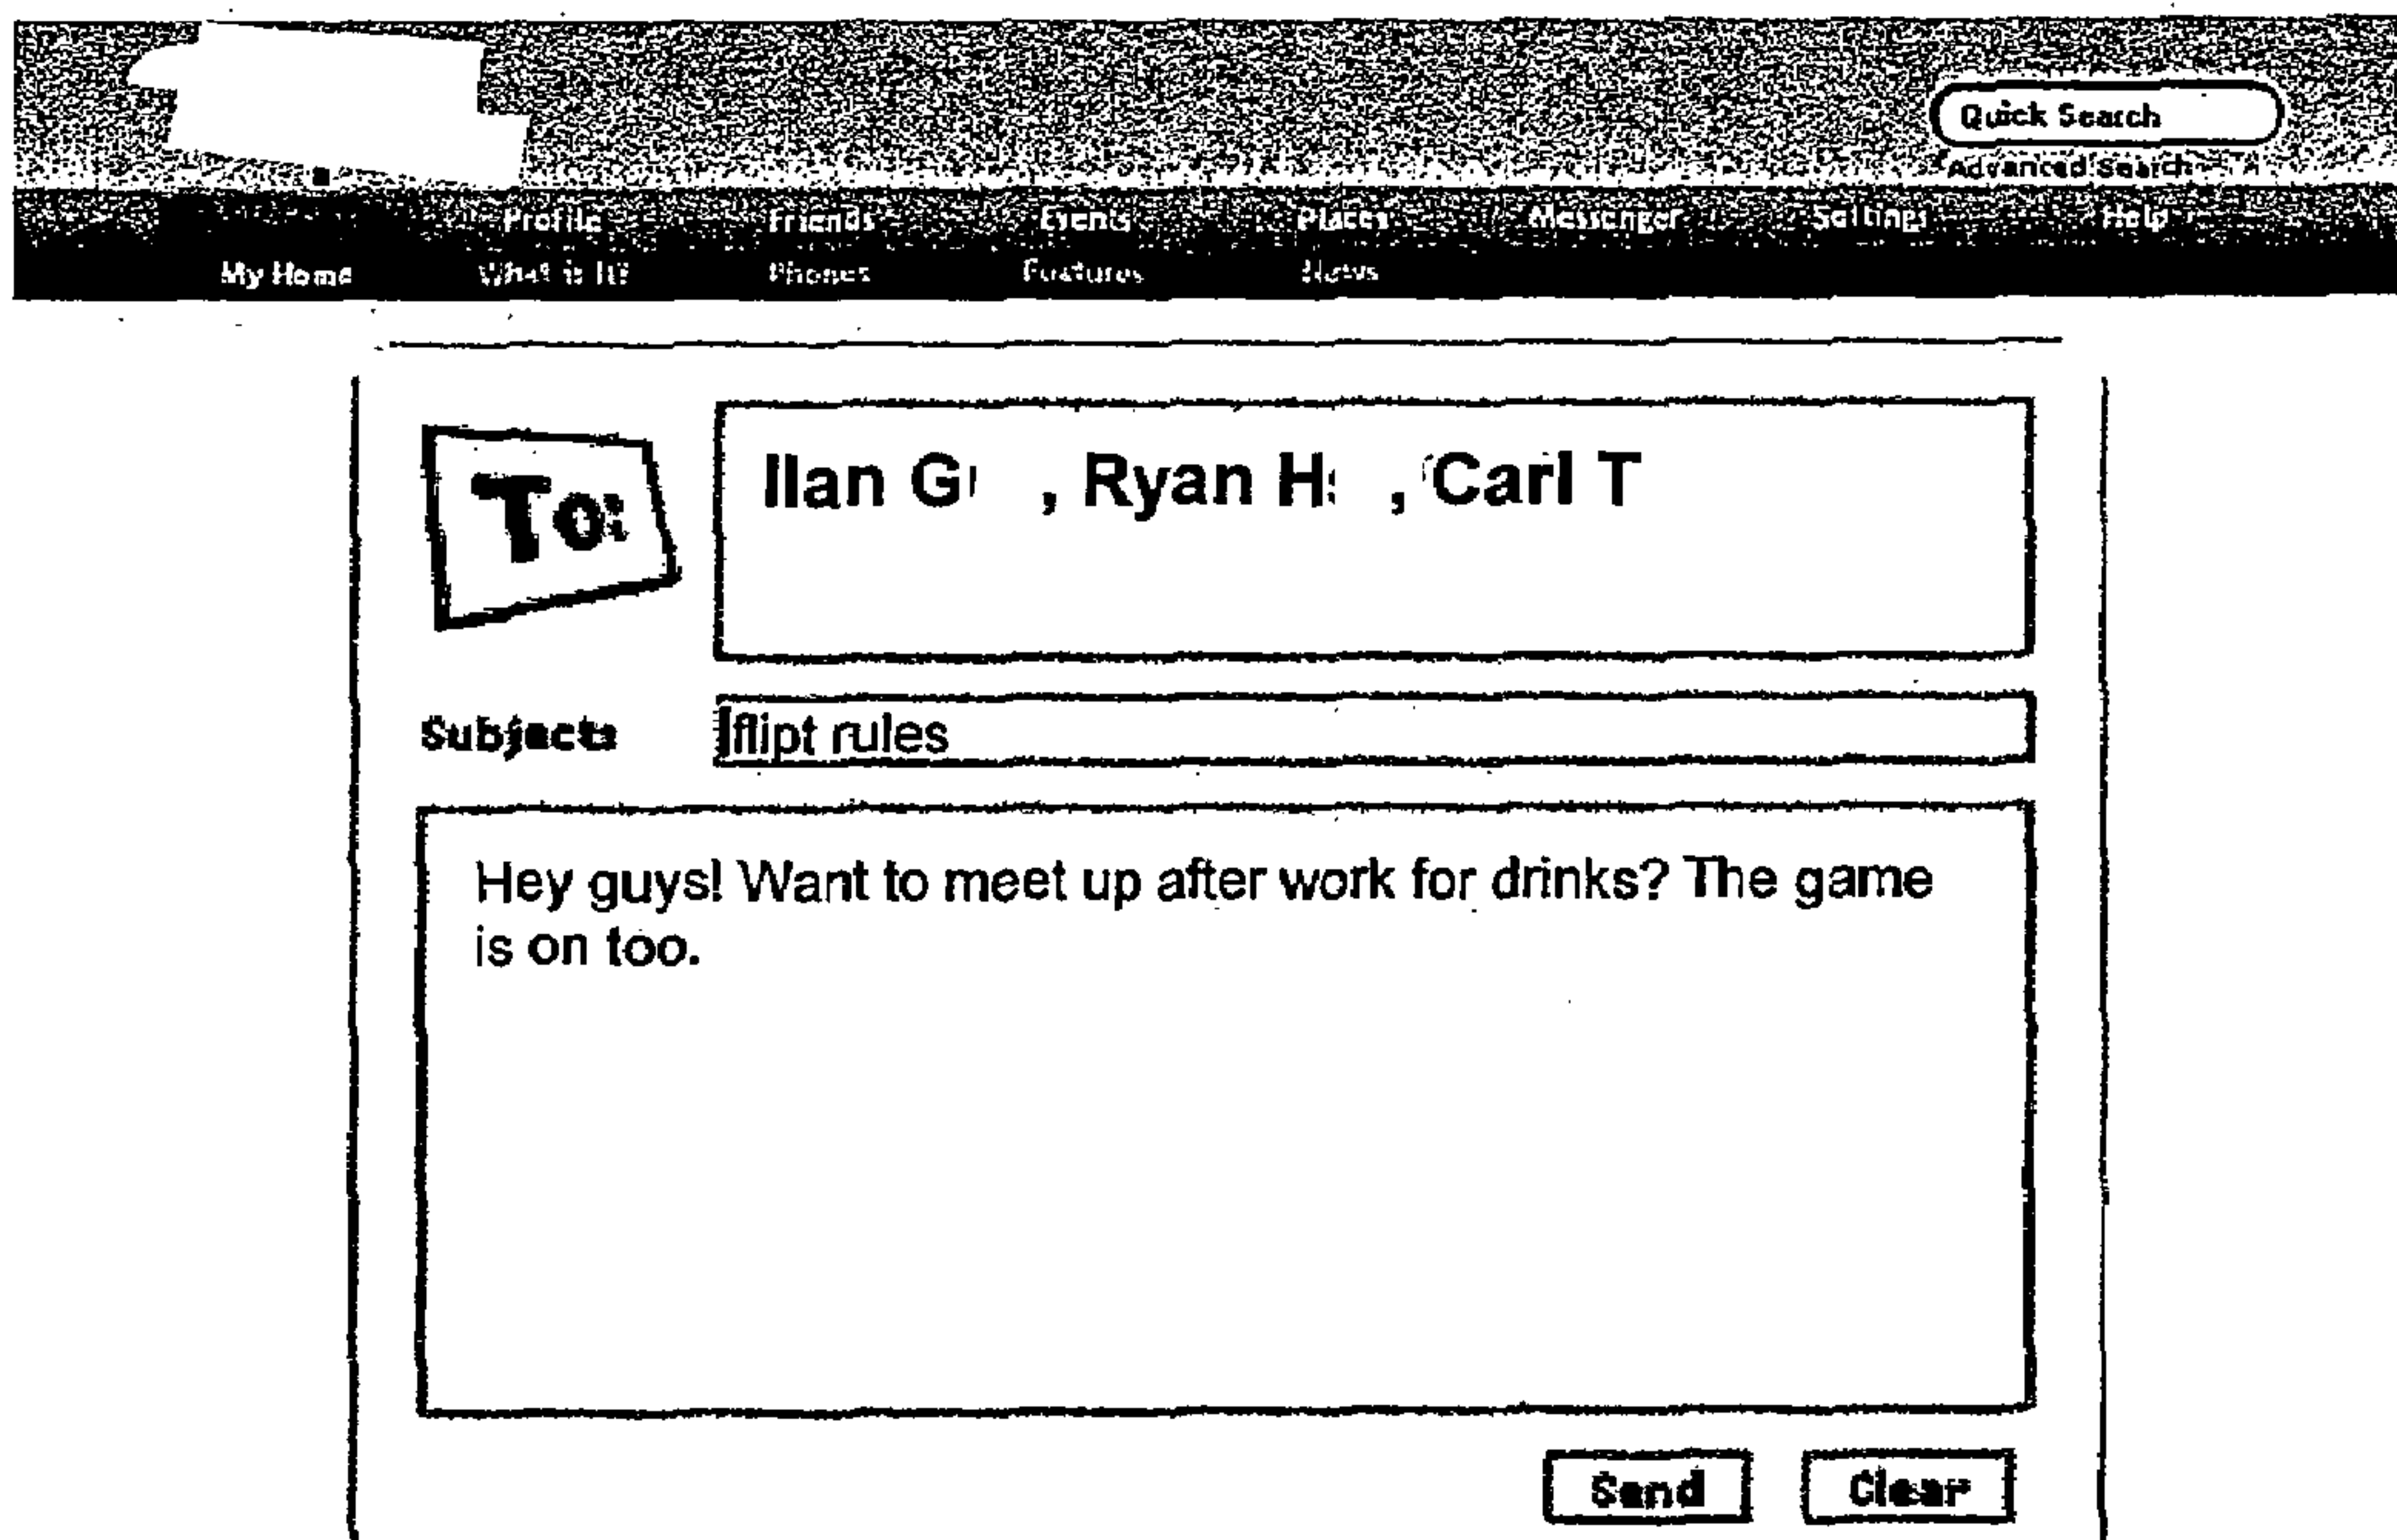 Quick Search
Advanced Search
Profile Friends Events Places Messenger Settings Help
My Home What is It? Phones Features News
To:
Ilan G , Ryan H , Carl T
Subject:
flipt rules
Hey guys! Want to meet up after work for drinks? The game
is on too.
Send Clear